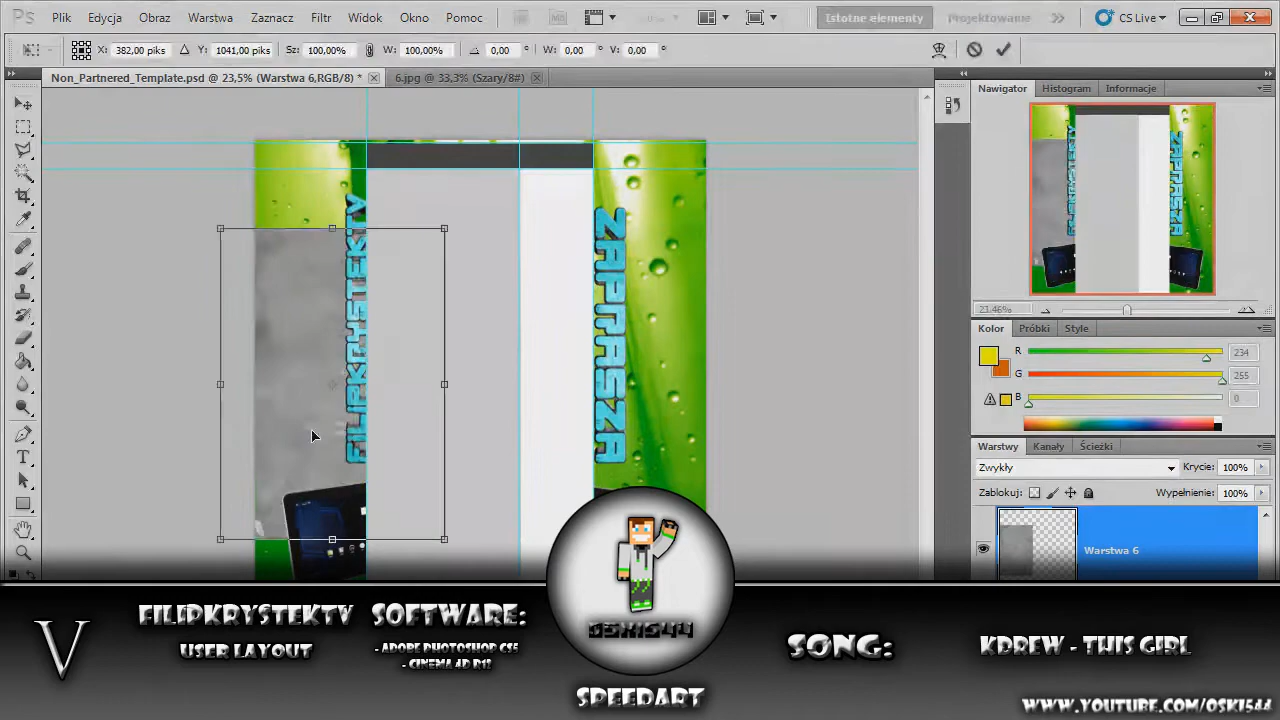 Ps Plik Edycja Obraz Warstwa Zaznacz Filtr Widok Okno Pomoc Istotne elementy Projektowanie CS Live
X: 382,00 piks Y: 1041,00 piks Sz: 100,00% W: 100,00% 0,00 ° W: 0,00 ° V: 0,00 °
Non_Partnered_Template.psd @ 23,5% (Warstwa 6,RGB/8) * 6.jpg @ 33,3% (Szary/8#)
Nawigator Histogram Informacje
FILIPKRYSTEKTV
ZAPRASZA
23.46%
Kolor Próbki Style
R 234
G 255
B 0
Warstwy Kanały Ścieżki
Zwykły Krycie: 100%
Zablokuj: Wypełnienie: 100%
Warstwa 6
V
FILIPKRYSTEKTV
USER LAYOUT
SOFTWARE:
- ADOBE PHOTOSHOP CS5
- CINEMA 4D R12
OSKI544
SPEEDART
SONG:
KDREW - THIS GIRL
WWW.YOUTUBE.COM/OSKI544